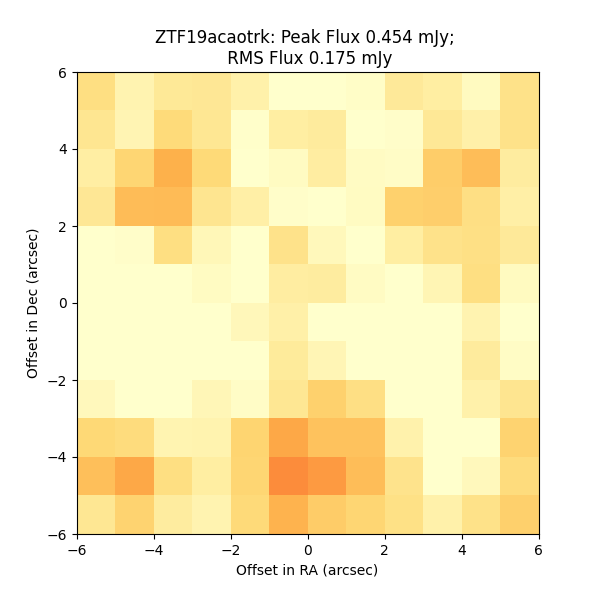 ZTF19acaotrk: Peak Flux 0.454 mJy;
RMS Flux 0.175 mJy
6
4
2
0
−2
−4
−6
Offset in Dec (arcsec)
−6 −4 −2 0 2 4 6
Offset in RA (arcsec)